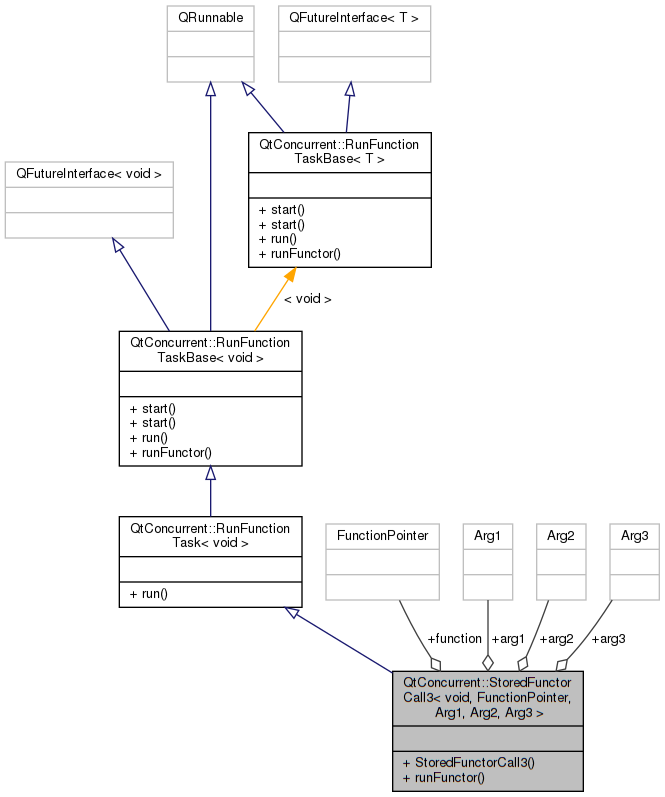 QRunnable
QFutureInterface< T >
QtConcurrent::RunFunction
TaskBase< T >
+ start()
+ start()
+ run()
+ runFunctor()
QFutureInterface< void >
< void >
QtConcurrent::RunFunction
TaskBase< void >
+ start()
+ start()
+ run()
+ runFunctor()
QtConcurrent::RunFunction
Task< void >
+ run()
FunctionPointer
Arg1
Arg2
Arg3
+function
+arg1
+arg2
+arg3
QtConcurrent::StoredFunctor
Call3< void, FunctionPointer,
Arg1, Arg2, Arg3 >
+ StoredFunctorCall3()
+ runFunctor()